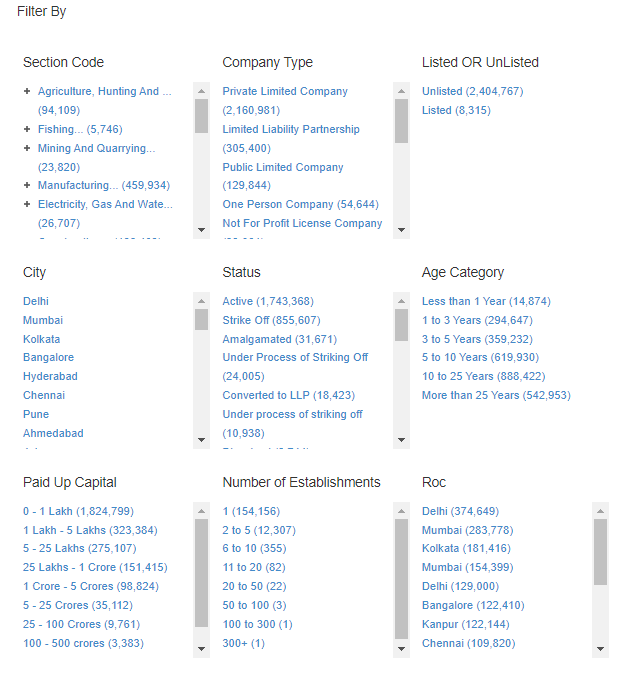 Filter By
Section Code
+ Agriculture, Hunting And ...
(94,109)
+ Fishing... (5,746)
+ Mining And Quarrying...
(23,820)
+ Manufacturing... (459,934)
+ Electricity, Gas And Wate...
(26,707)
Company Type
Private Limited Company
(2,160,981)
Limited Liability Partnership
(305,400)
Public Limited Company
(129,844)
One Person Company (54,644)
Not For Profit License Company
Listed OR UnListed
Unlisted (2,404,767)
Listed (8,315)
City
Delhi
Mumbai
Kolkata
Bangalore
Hyderabad
Chennai
Pune
Ahmedabad
Status
Active (1,743,368)
Strike Off (855,607)
Amalgamated (31,671)
Under Process of Striking Off
(24,005)
Converted to LLP (18,423)
Under process of striking off
(10,938)
Age Category
Less than 1 Year (14,874)
1 to 3 Years (294,647)
3 to 5 Years (359,232)
5 to 10 Years (619,930)
10 to 25 Years (888,422)
More than 25 Years (542,953)
Paid Up Capital
0 - 1 Lakh (1,824,799)
1 Lakh - 5 Lakhs (323,384)
5 - 25 Lakhs (275,107)
25 Lakhs - 1 Crore (151,415)
1 Crore - 5 Crores (98,824)
5 - 25 Crores (35,112)
25 - 100 Crores (9,761)
100 - 500 crores (3,383)
Number of Establishments
1 (154,156)
2 to 5 (12,307)
6 to 10 (355)
11 to 20 (82)
20 to 50 (22)
50 to 100 (3)
100 to 300 (1)
300+ (1)
Roc
Delhi (374,649)
Mumbai (283,778)
Kolkata (181,416)
Mumbai (154,399)
Delhi (129,000)
Bangalore (122,410)
Kanpur (122,144)
Chennai (109,820)